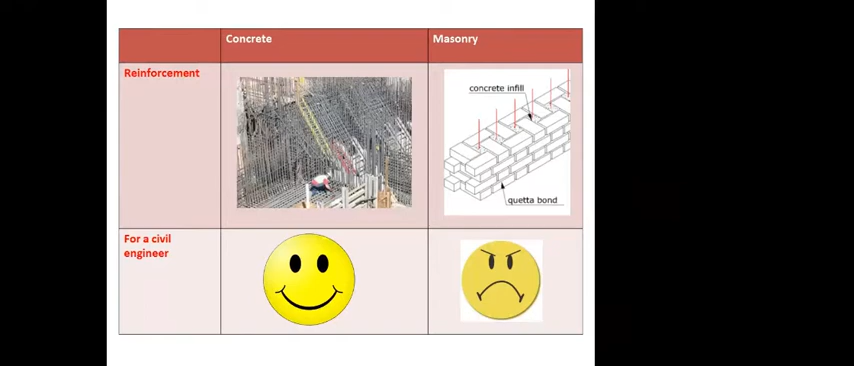 Concrete
Masonry
Reinforcement
concrete infill
quetta bond
For a civil
engineer